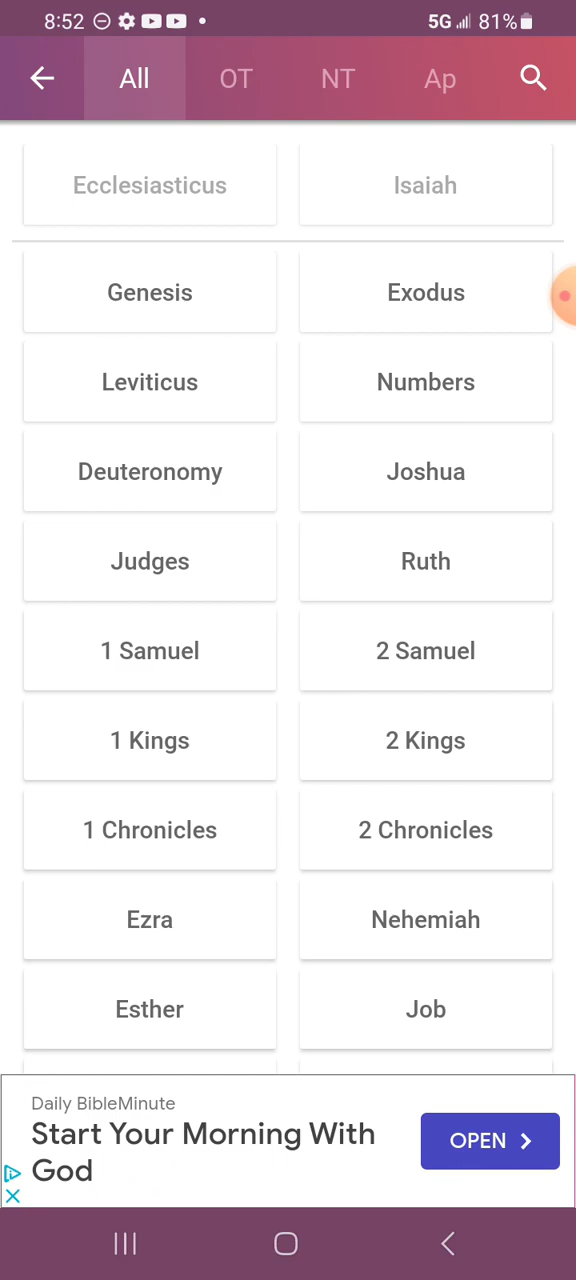 8:52 5G 81%
All OT NT Ap
Ecclesiasticus Isaiah
Genesis Exodus
Leviticus Numbers
Deuteronomy Joshua
Judges Ruth
1 Samuel 2 Samuel
1 Kings 2 Kings
1 Chronicles 2 Chronicles
Ezra Nehemiah
Esther Job
Daily BibleMinute
Start Your Morning With
God
OPEN